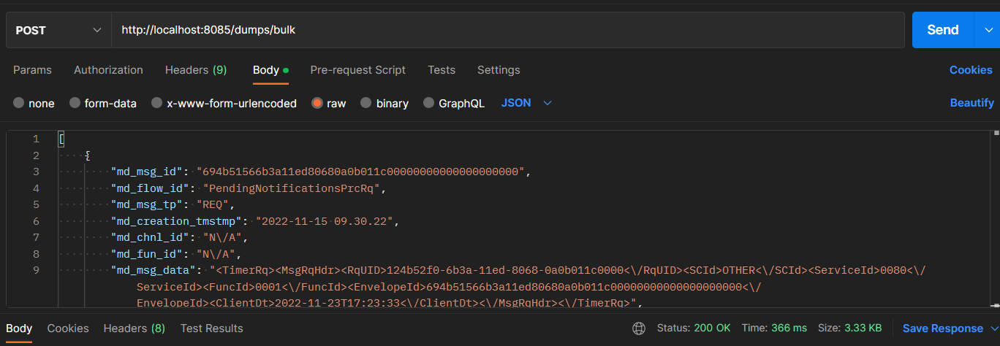 POST http://localhost:8085/dumps/bulk Send
Params Authorization Headers (9) Body Pre-request Script Tests Settings Cookies
none form-data x-www-form-urlencoded raw binary GraphQL JSON Beautify
1 [
2 {
3 "md_msg_id": "694b51566b3a11ed80680a0b011c00000000000000000000",
4 "md_flow_id": "PendingNotificationsPrcRq",
5 "md_msg_tp": "REQ",
6 "md_creation_tmstmp": "2022-11-15 09.30.22",
7 "md_chnl_id": "N\/A",
8 "md_fun_id": "N\/A",
9 "md_msg_data": "<TimerRq><MsgRqHdr><RqUID>124b52f0-6b3a-11ed-8068-0a0b011c0000<\/RqUID><SCId>OTHER<\/SCId><ServiceId>0080<\/
ServiceId><FuncId>0001<\/FuncId><EnvelopeId>694b51566b3a11ed80680a0b011c00000000000000000000<\/
EnvelopeId><ClientDt>2022-11-23T17:23:33<\/ClientDt><\/MsgRqHdr><\/TimerRq>",
Body Cookies Headers (8) Test Results Status: 200 OK Time: 366 ms Size: 3.33 KB Save Response